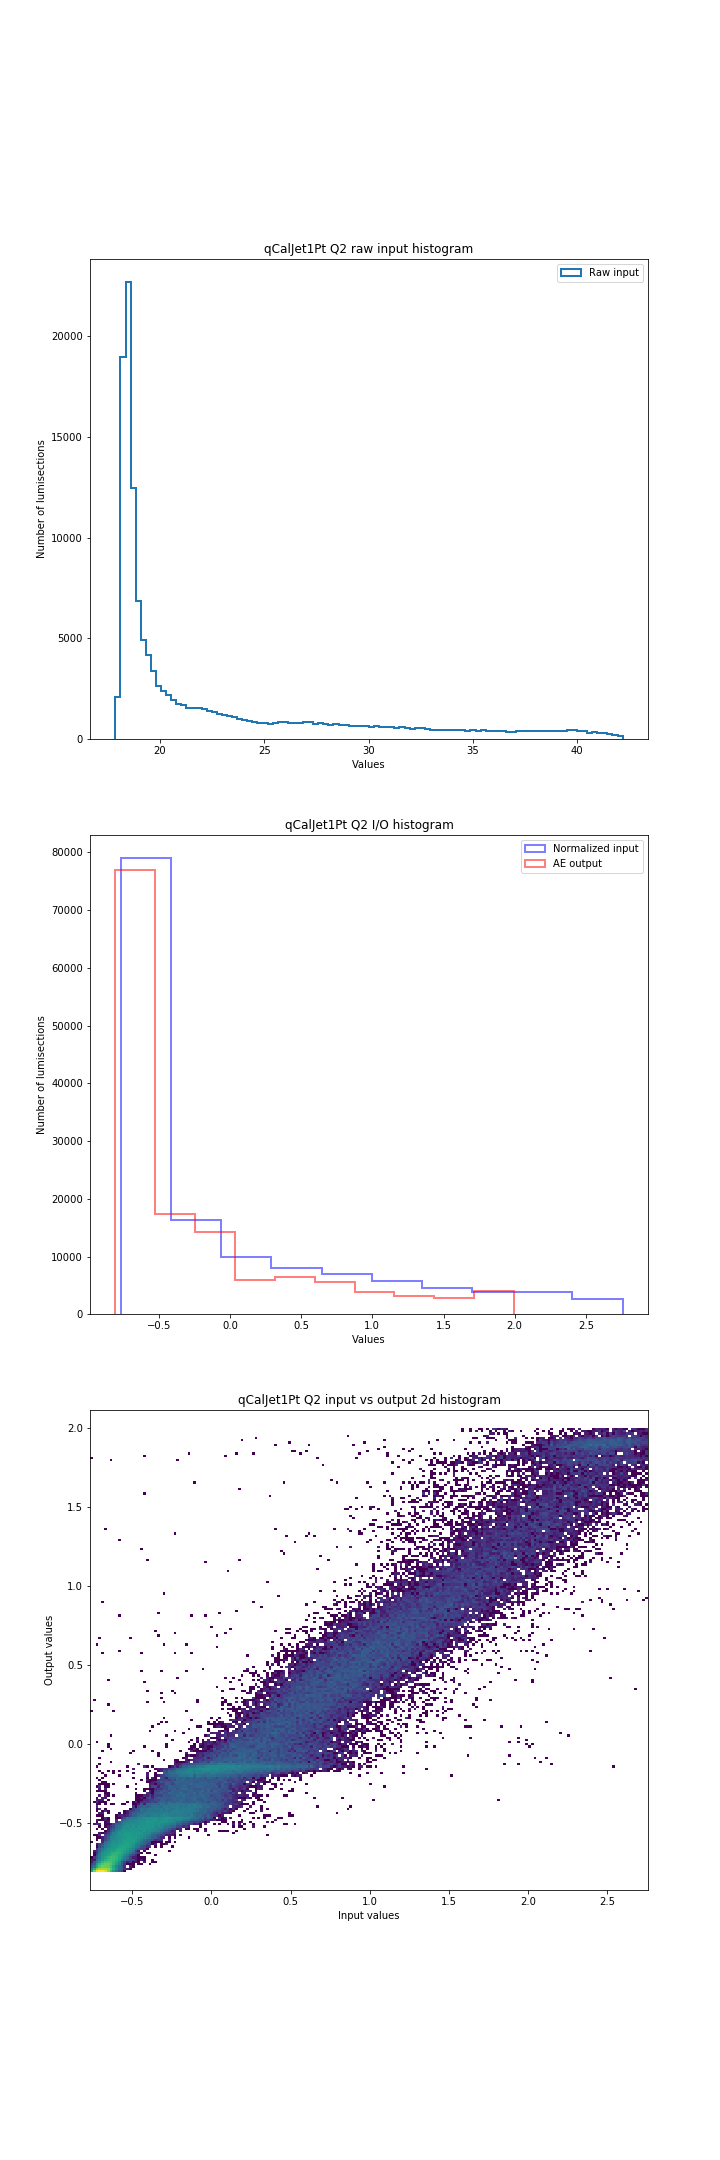 qCalJet1Pt Q2 raw input histogram
Raw input
20000
15000
10000
5000
0
Number of lumisections
20 25 30 35 40
Values
qCalJet1Pt Q2 I/O histogram
Normalized input
AE output
80000
70000
60000
50000
40000
30000
20000
10000
0
Number of lumisections
−0.5 0.0 0.5 1.0 1.5 2.0 2.5
Values
qCalJet1Pt Q2 input vs output 2d histogram
2.0
1.5
1.0
0.5
0.0
−0.5
Output values
−0.5 0.0 0.5 1.0 1.5 2.0 2.5
Input values